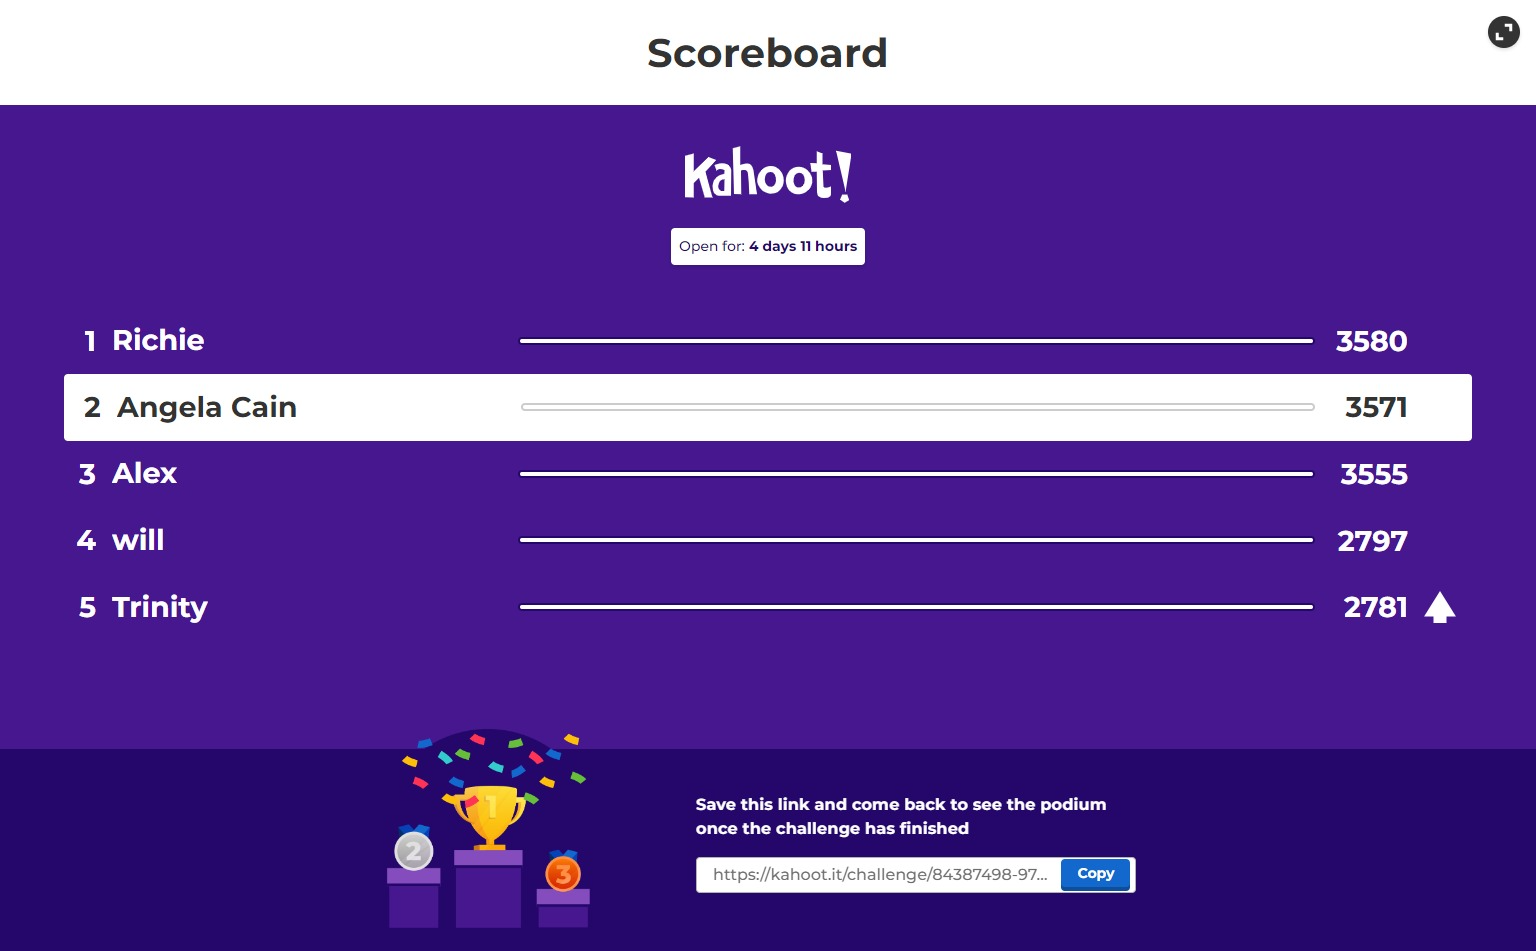 Scoreboard
Kahoot!
Open for: 4 days 11 hours
1 Richie 3580
2 Angela Cain 3571
3 Alex 3555
4 will 2797
5 Trinity 2781
1
2
3
Save this link and come back to see the podium
once the challenge has finished
https://kahoot.it/challenge/84387498-97... Copy